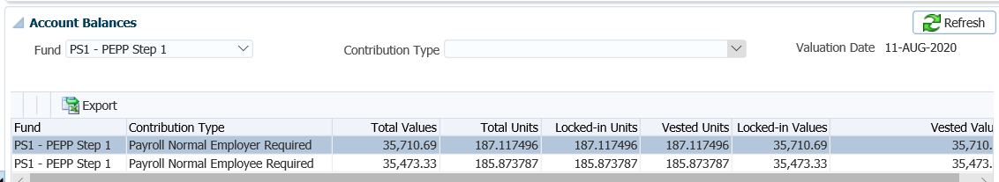 Account Balances
Refresh
Fund PS1 - PEPP Step 1 Contribution Type Valuation Date 11-AUG-2020
Export
Fund Contribution Type Total Values Total Units Locked-in Units Vested Units Locked-in Values Vested Valu
PS1 - PEPP Step 1 Payroll Normal Employer Required 35,710.69 187.117496 187.117496 187.117496 35,710.69 35,710.
PS1 - PEPP Step 1 Payroll Normal Employee Required 35,473.33 185.873787 185.873787 185.873787 35,473.33 35,473.